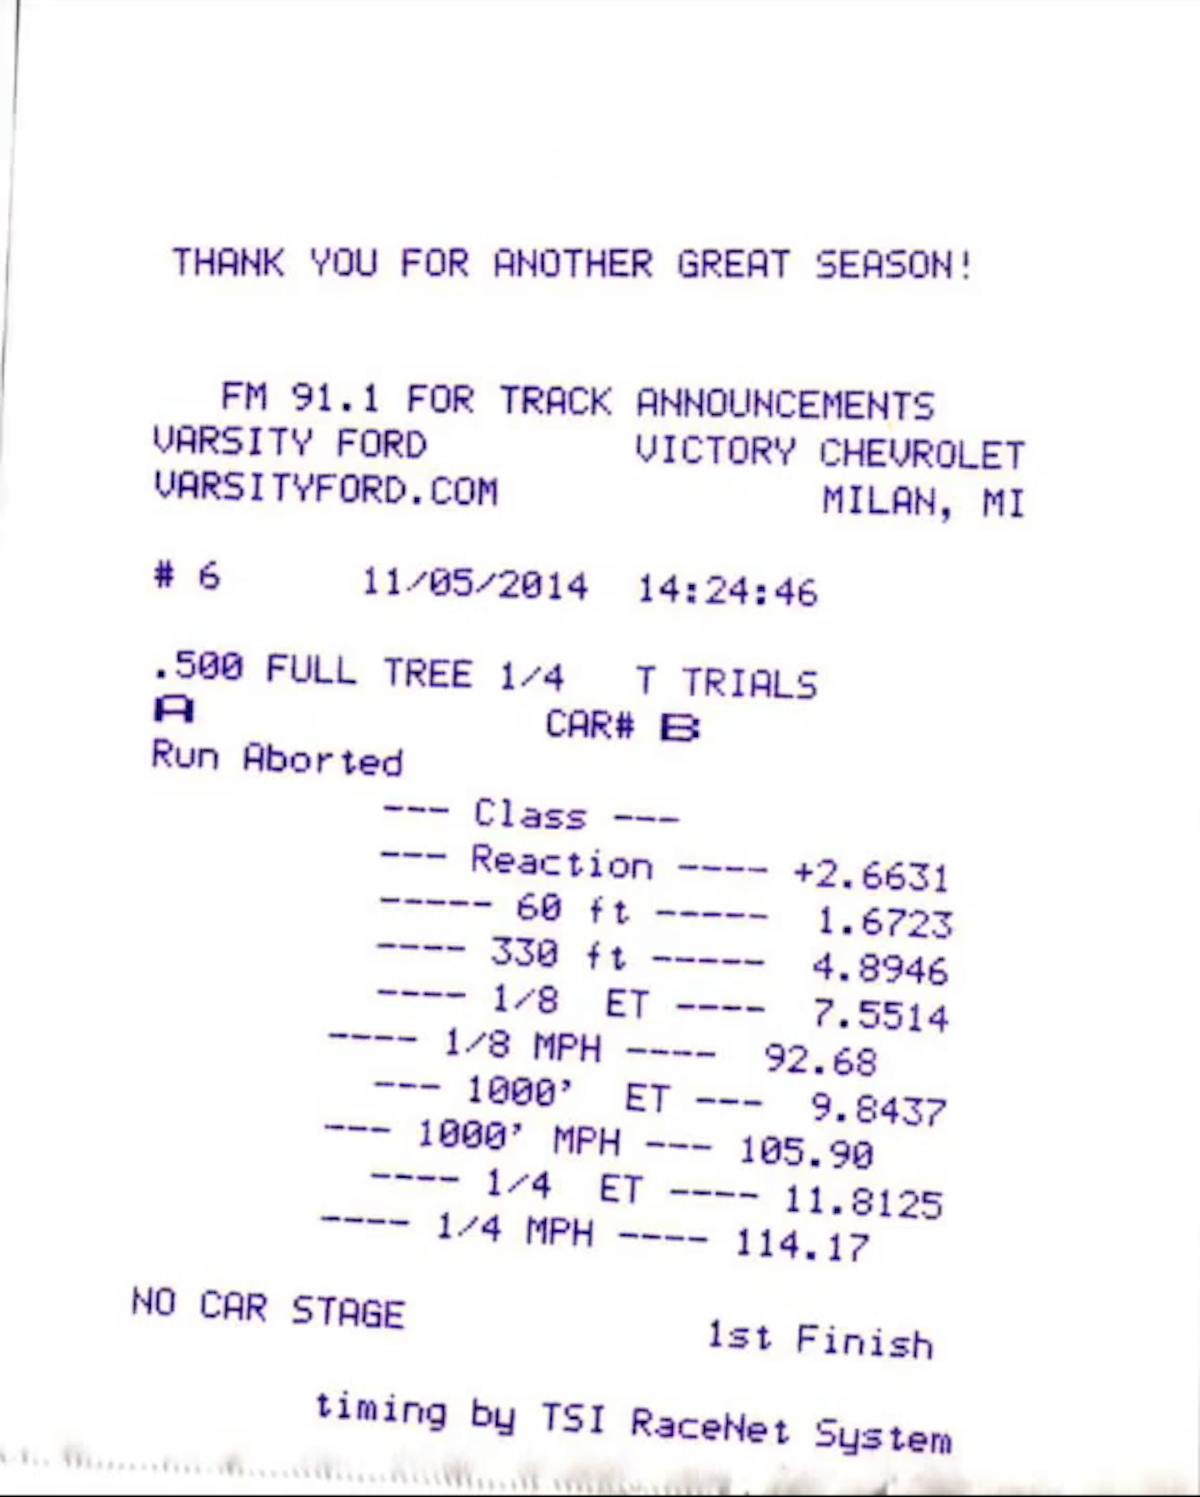 THANK YOU FOR ANOTHER GREAT SEASON!
FM 91.1 FOR TRACK ANNOUNCEMENTS
VARSITY FORD VICTORY CHEVROLET
VARSITYFORD.COM MILAN, MI
# 6 11/05/2014 14:24:46
.500 FULL TREE 1/4 T TRIALS
A CAR# B
Run Aborted
--- Class ---
--- Reaction ---- +2.6631
----- 60 ft ----- 1.6723
---- 330 ft ----- 4.8946
---- 1/8 ET ---- 7.5514
---- 1/8 MPH ---- 92.68
--- 1000' ET --- 9.8437
--- 1000' MPH --- 105.90
---- 1/4 ET ---- 11.8125
---- 1/4 MPH ---- 114.17
NO CAR STAGE 1st Finish
timing by TSI RaceNet System